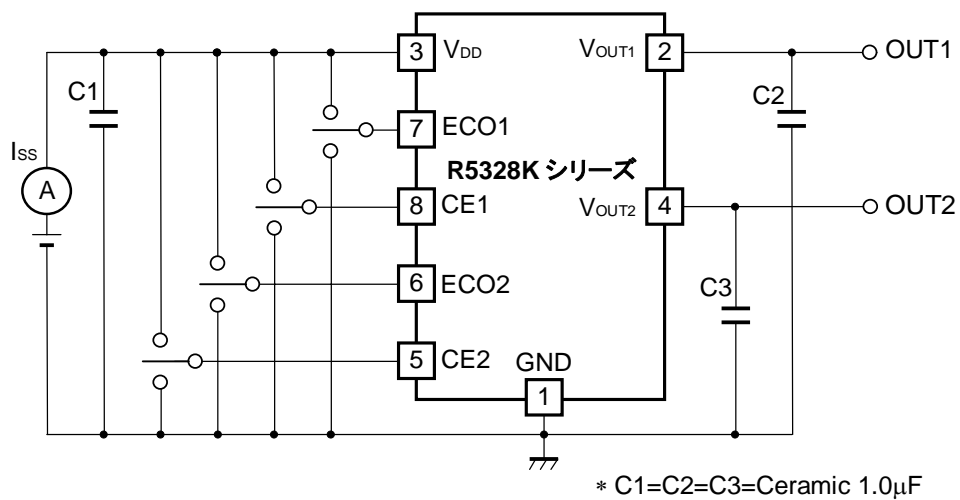 3
VDD
VOUT1
2
OUT1
C1
C2
7
ECO1
ISS
A
R5328K シリーズ
8
CE1
VOUT2
4
OUT2
6
ECO2
C3
5
CE2
GND
1
* C1=C2=C3=Ceramic 1.0μF